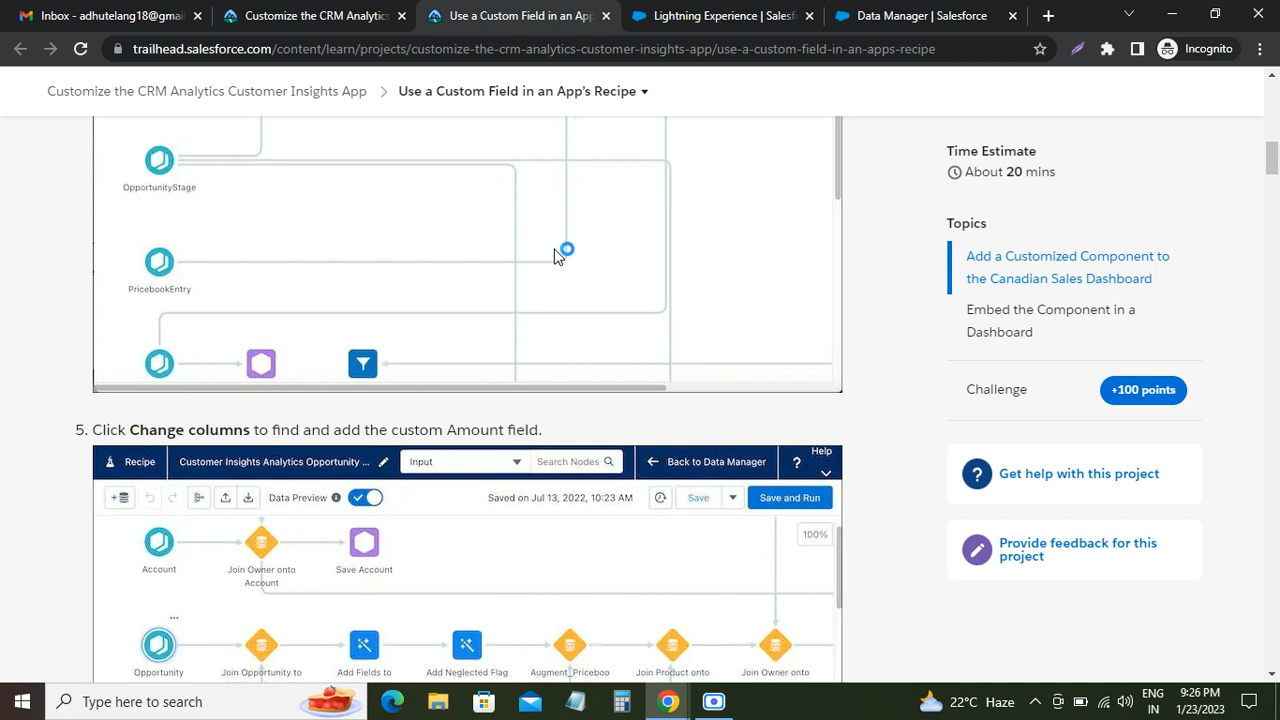 Inbox - adhutelang18@gmai
Customize the CRM Analytics
Use a Custom Field in an App
Lightning Experience | Salesf
Data Manager | Salesforce
trailhead.salesforce.com/content/learn/projects/customize-the-crm-analytics-customer-insights-app/use-a-custom-field-in-an-apps-recipe
Incognito
Customize the CRM Analytics Customer Insights App
Use a Custom Field in an App's Recipe
OpportunityStage
PricebookEntry
5. Click Change columns to find and add the custom Amount field.
Recipe
Customer Insights Analytics Opportunity ...
Input
Search Nodes
Back to Data Manager
? Help
Data Preview
Saved on Jul 13, 2022, 10:23 AM
Save
Save and Run
100%
Account
Join Owner onto
Account
Save Account
...
Opportunity
Join Opportunity to
Add Fields to
Add Neglected Flag
Augment_Priceboo
Join Product onto
Join Owner onto
Time Estimate
About 20 mins
Topics
Add a Customized Component to
the Canadian Sales Dashboard
Embed the Component in a
Dashboard
Challenge
+100 points
? Get help with this project
Provide feedback for this
project
Type here to search
22°C Haze
ENG
IN
9:26 PM
1/23/2023